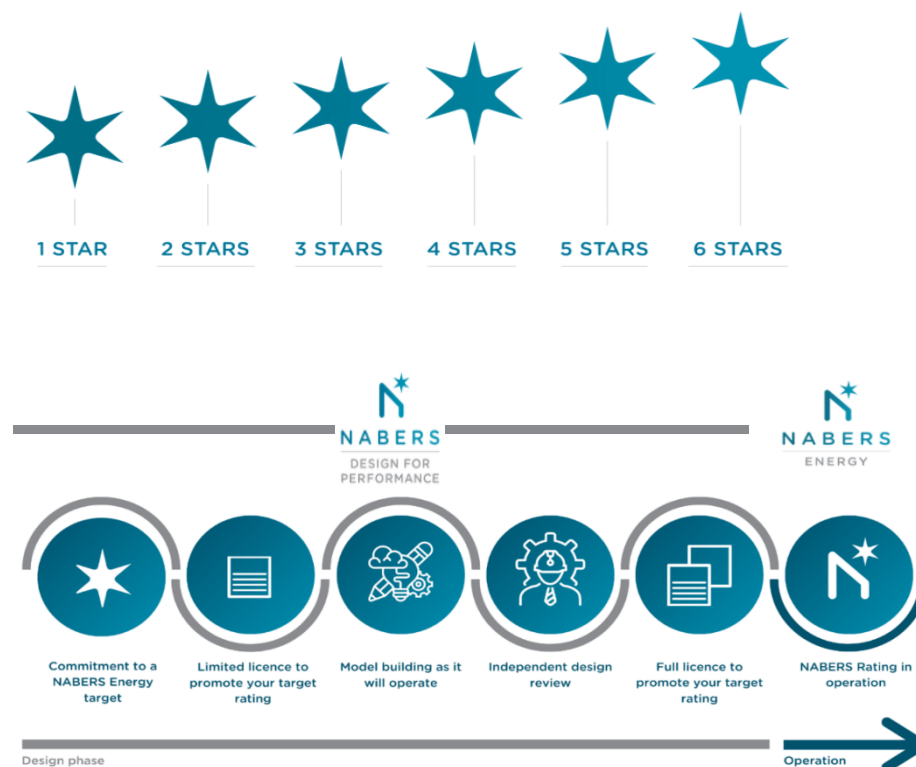 1 STAR
2 STARS
3 STARS
4 STARS
5 STARS
6 STARS
NABERS
DESIGN FOR
PERFORMANCE
NABERS
ENERGY
Commitment to a
NABERS Energy
target
Limited licence to
promote your target
rating
Model building as it
will operate
Independent design
review
Full licence to
promote your target
rating
NABERS Rating in
operation
Design phase
Operation